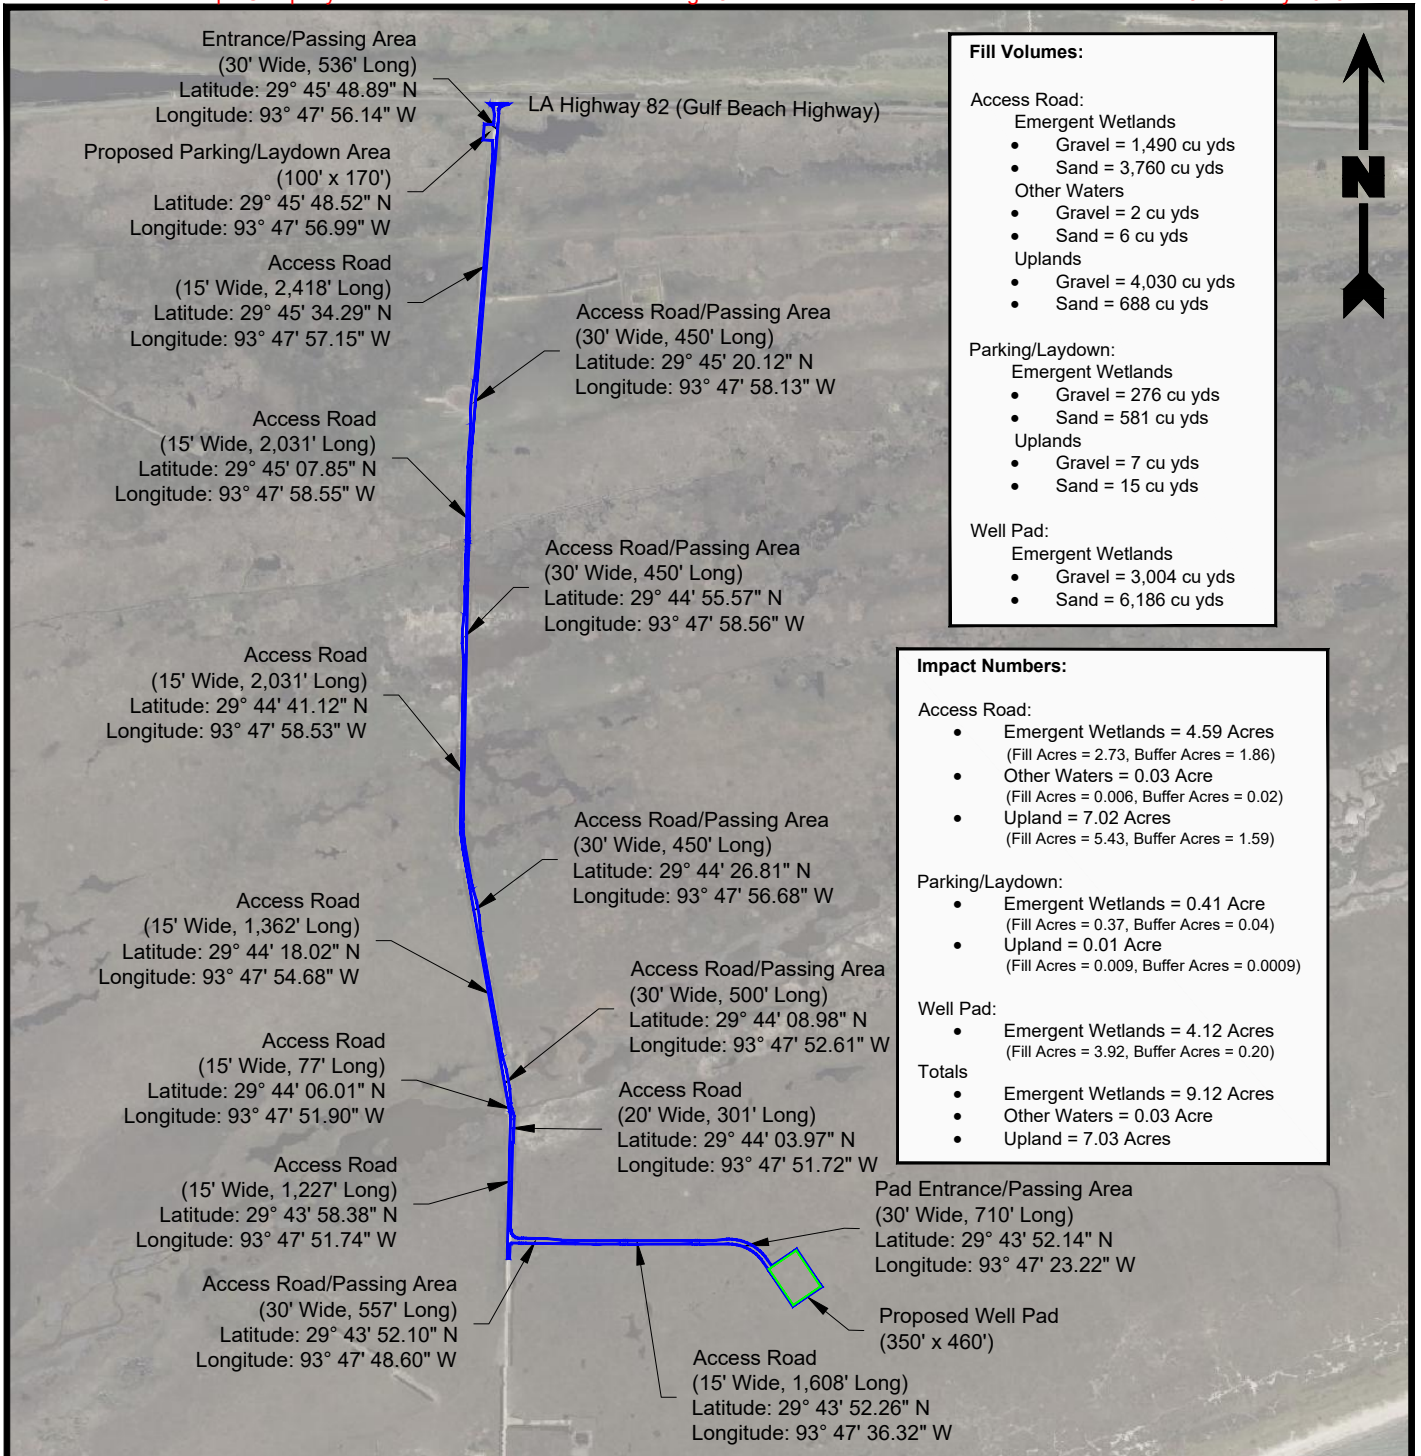 Entrance/Passing Area
(30' Wide, 536' Long)
Latitude: 29° 45' 48.89" N
Longitude: 93° 47' 56.14" W
LA Highway 82 (Gulf Beach Highway)
Proposed Parking/Laydown Area
(100' x 170')
Latitude: 29° 45' 48.52" N
Longitude: 93° 47' 56.99" W
Access Road
(15' Wide, 2,418' Long)
Latitude: 29° 45' 34.29" N
Longitude: 93° 47' 57.15" W
Access Road/Passing Area
(30' Wide, 450' Long)
Latitude: 29° 45' 20.12" N
Longitude: 93° 47' 58.13" W
Access Road
(15' Wide, 2,031' Long)
Latitude: 29° 45' 07.85" N
Longitude: 93° 47' 58.55" W
Access Road/Passing Area
(30' Wide, 450' Long)
Latitude: 29° 44' 55.57" N
Longitude: 93° 47' 58.56" W
Access Road
(15' Wide, 2,031' Long)
Latitude: 29° 44' 41.12" N
Longitude: 93° 47' 58.53" W
Access Road/Passing Area
(30' Wide, 450' Long)
Latitude: 29° 44' 26.81" N
Longitude: 93° 47' 56.68" W
Access Road
(15' Wide, 1,362' Long)
Latitude: 29° 44' 18.02" N
Longitude: 93° 47' 54.68" W
Access Road/Passing Area
(30' Wide, 500' Long)
Latitude: 29° 44' 08.98" N
Longitude: 93° 47' 52.61" W
Access Road
(15' Wide, 77' Long)
Latitude: 29° 44' 06.01" N
Longitude: 93° 47' 51.90" W
Access Road
(20' Wide, 301' Long)
Latitude: 29° 44' 03.97" N
Longitude: 93° 47' 51.72" W
Access Road
(15' Wide, 1,227' Long)
Latitude: 29° 43' 58.38" N
Longitude: 93° 47' 51.74" W
Pad Entrance/Passing Area
(30' Wide, 710' Long)
Latitude: 29° 43' 52.14" N
Longitude: 93° 47' 23.22" W
Access Road/Passing Area
(30' Wide, 557' Long)
Latitude: 29° 43' 52.10" N
Longitude: 93° 47' 48.60" W
Proposed Well Pad
(350' x 460')
Access Road
(15' Wide, 1,608' Long)
Latitude: 29° 43' 52.26" N
Longitude: 93° 47' 36.32" W
Fill Volumes:
Access Road:
Emergent Wetlands
• Gravel = 1,490 cu yds
• Sand = 3,760 cu yds
Other Waters
• Gravel = 2 cu yds
• Sand = 6 cu yds
Uplands
• Gravel = 4,030 cu yds
• Sand = 688 cu yds
Parking/Laydown:
Emergent Wetlands
• Gravel = 276 cu yds
• Sand = 581 cu yds
Uplands
• Gravel = 7 cu yds
• Sand = 15 cu yds
Well Pad:
Emergent Wetlands
• Gravel = 3,004 cu yds
• Sand = 6,186 cu yds
N
Impact Numbers:
Access Road:
• Emergent Wetlands = 4.59 Acres
(Fill Acres = 2.73, Buffer Acres = 1.86)
• Other Waters = 0.03 Acre
(Fill Acres = 0.006, Buffer Acres = 0.02)
• Upland = 7.02 Acres
(Fill Acres = 5.43, Buffer Acres = 1.59)
Parking/Laydown:
• Emergent Wetlands = 0.41 Acre
(Fill Acres = 0.37, Buffer Acres = 0.04)
• Upland = 0.01 Acre
(Fill Acres = 0.009, Buffer Acres = 0.0009)
Well Pad:
• Emergent Wetlands = 4.12 Acres
(Fill Acres = 3.92, Buffer Acres = 0.20)
Totals
• Emergent Wetlands = 9.12 Acres
• Other Waters = 0.03 Acre
• Upland = 7.03 Acres